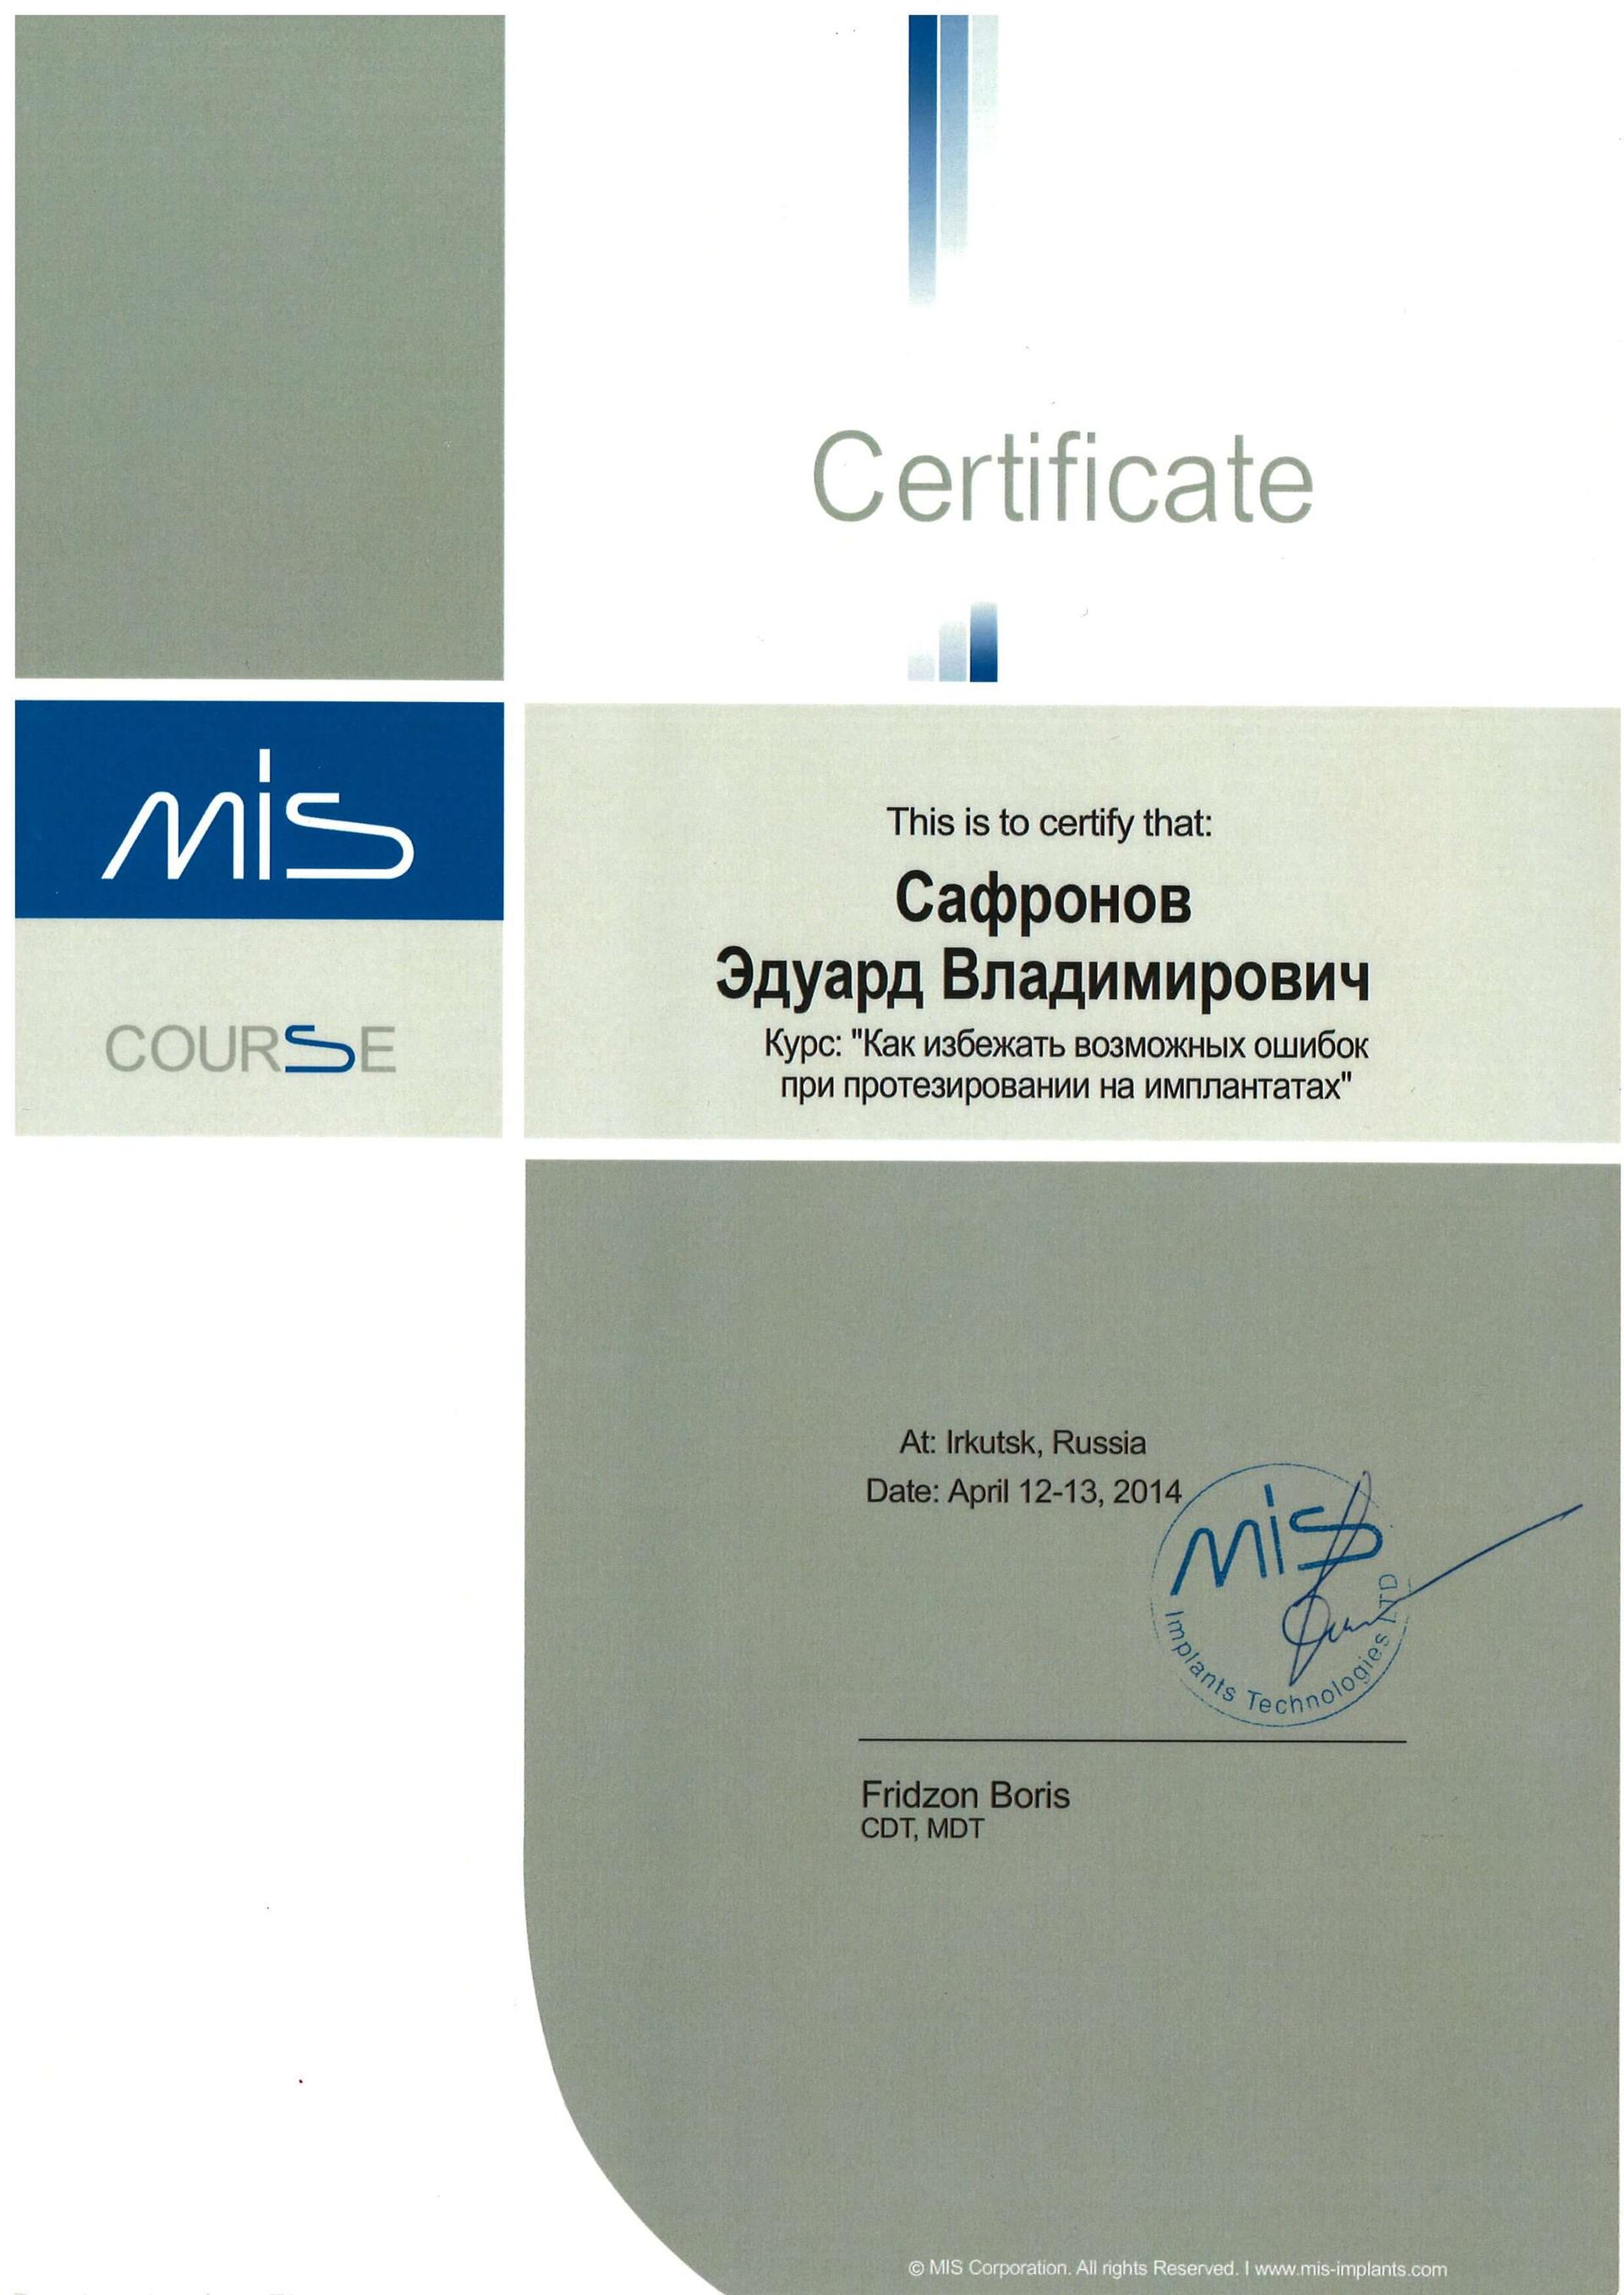 Certificate
mis
COURSE
This is to certify that:
Сафронов
Эдуард Владимирович
Курс: "Как избежать возможных ошибок
при протезировании на имплантатах"
At: Irkutsk, Russia
Date: April 12-13, 2014
mis
Implants Technologies LTD
Fridzon Boris
CDT, MDT
© MIS Corporation. All rights Reserved. I www.mis-implants.com